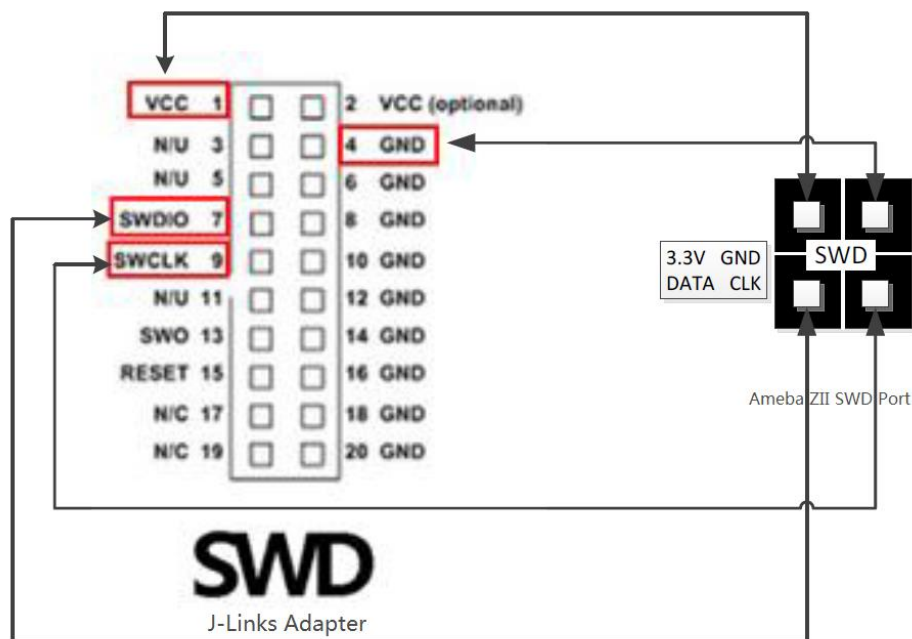 VCC 1
2 VCC (optional)
N/U 3
4 GND
N/U 5
6 GND
SWDIO 7
8 GND
SWCLK 9
10 GND
N/U 11
12 GND
SWO 13
14 GND
RESET 15
16 GND
N/C 17
18 GND
N/C 19
20 GND
SWD
J-Links Adapter
3.3V GND
DATA CLK
SWD
Ameba ZII SWD Port